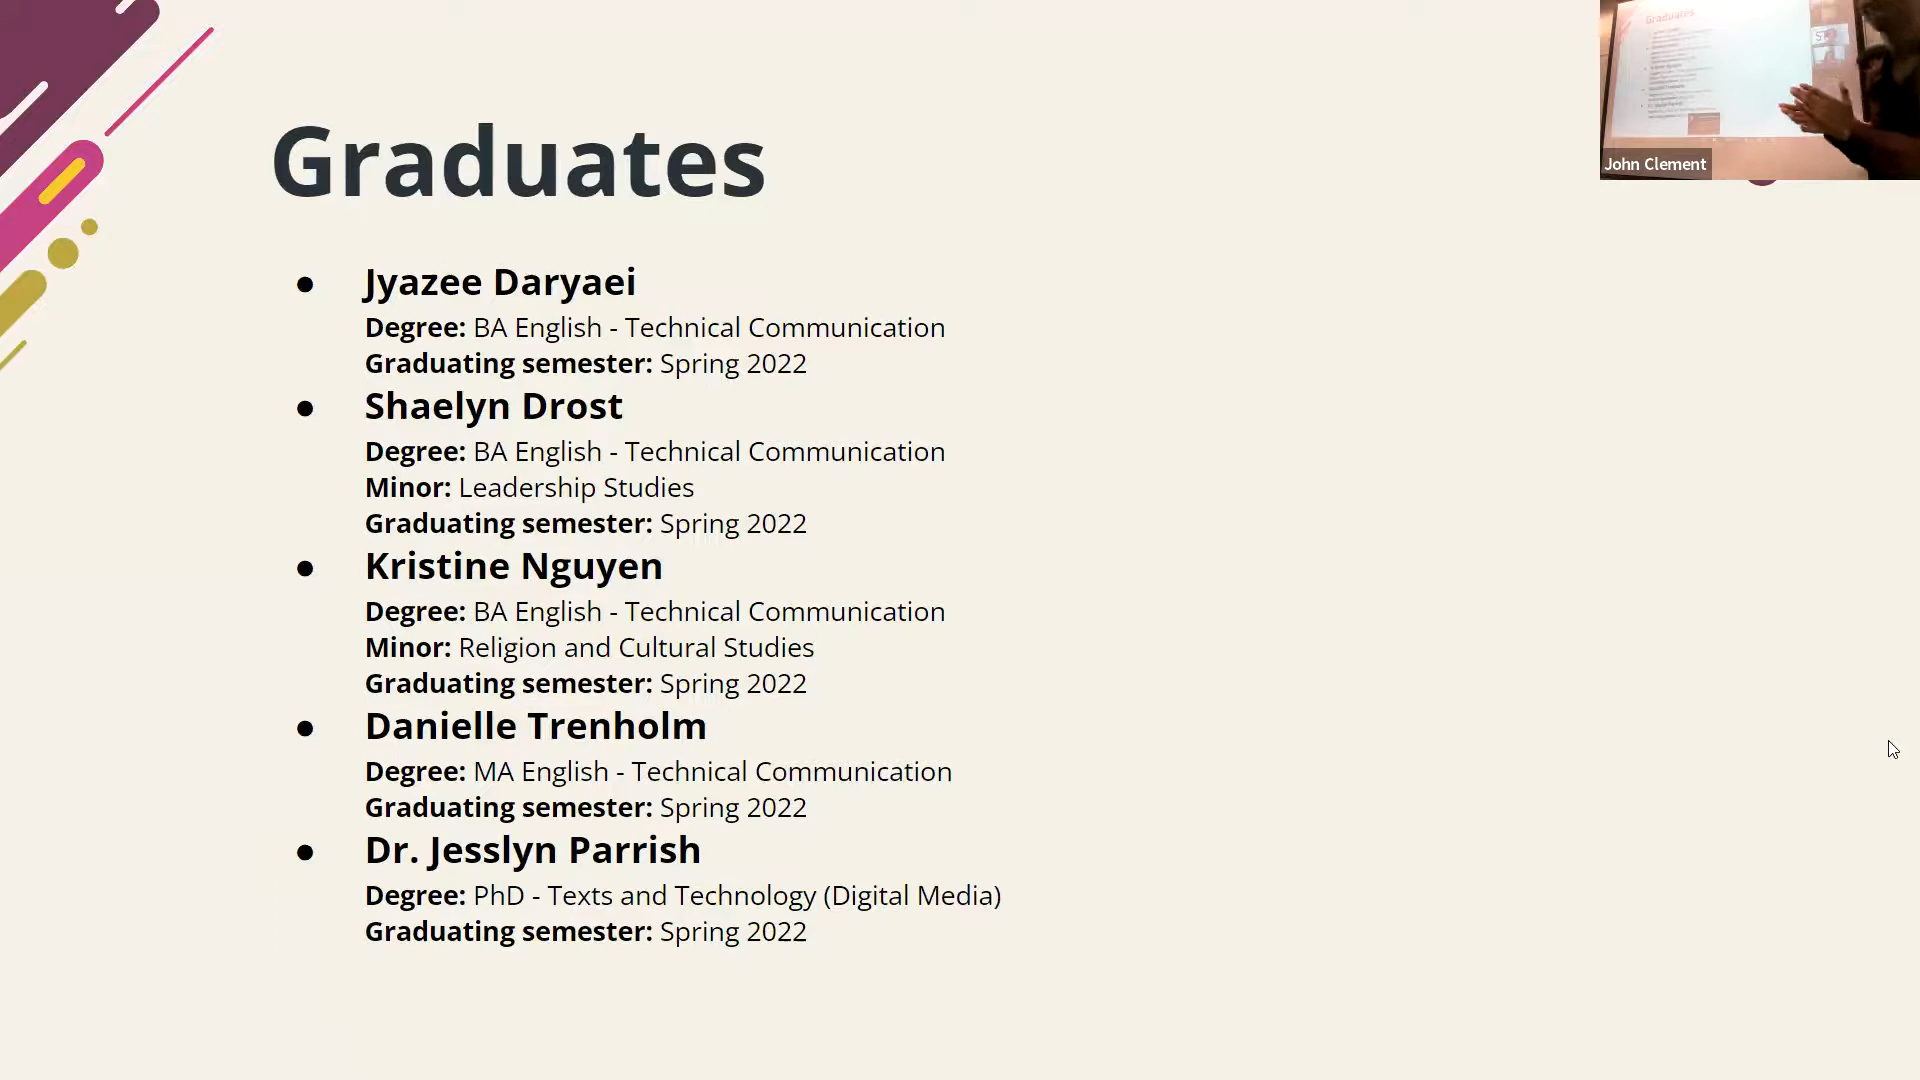 Graduates
● Jyazee Daryaei
Degree: BA English - Technical Communication
Graduating semester: Spring 2022
● Shaelyn Drost
Degree: BA English - Technical Communication
Minor: Leadership Studies
Graduating semester: Spring 2022
● Kristine Nguyen
Degree: BA English - Technical Communication
Minor: Religion and Cultural Studies
Graduating semester: Spring 2022
● Danielle Trenholm
Degree: MA English - Technical Communication
Graduating semester: Spring 2022
● Dr. Jesslyn Parrish
Degree: PhD - Texts and Technology (Digital Media)
Graduating semester: Spring 2022
Graduates
John Clement